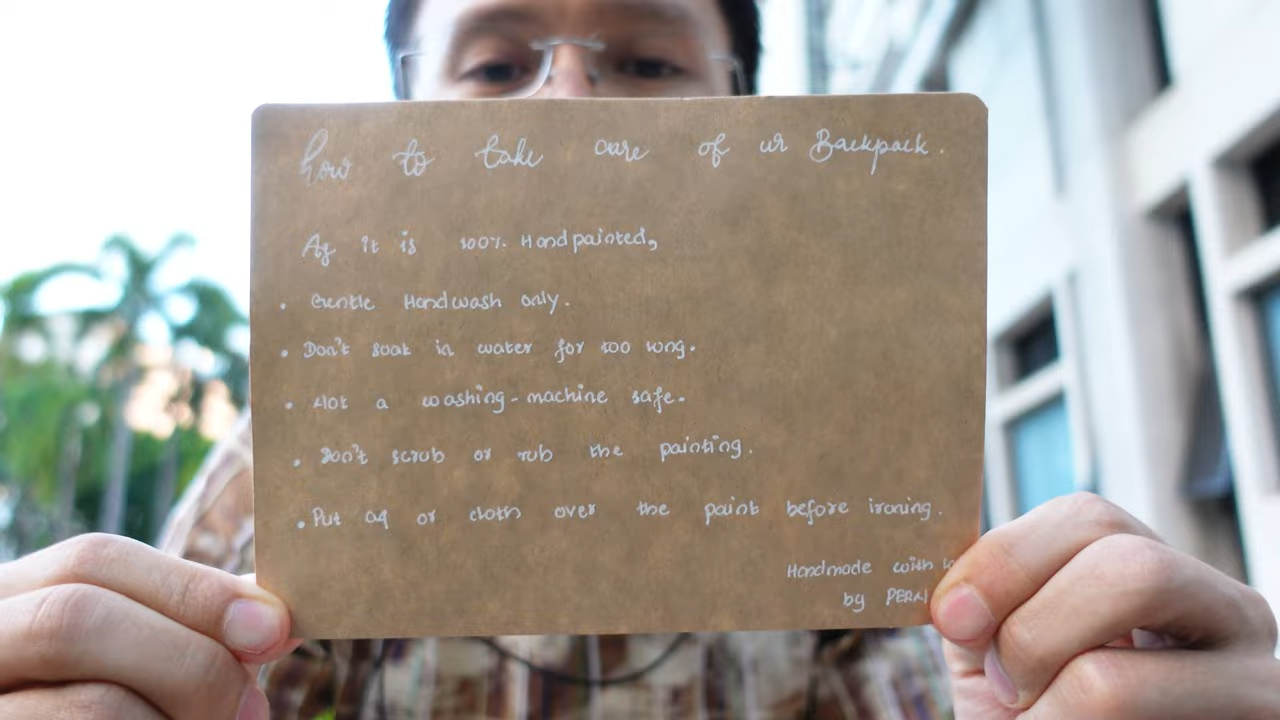 how to take care of ur Backpack.
As it is 100% Handpainted,
• Gentle Handwash only.
• Don't soak in water for too long.
• Not a washing-machine safe.
• Don't scrub or rub the painting.
• Put A4 or cloth over the paint before ironing.
Handmade with
by